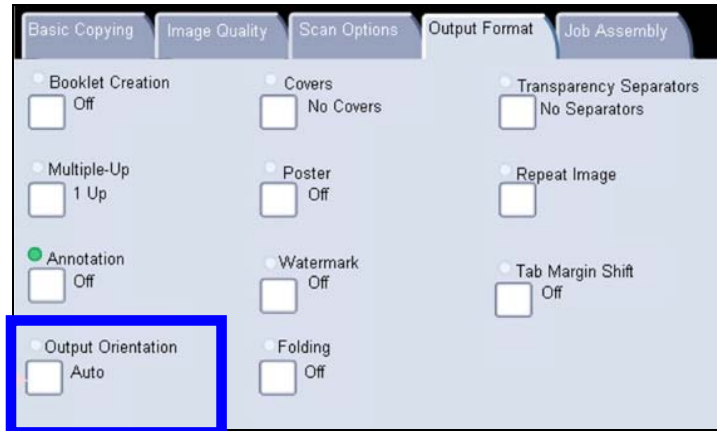 Basic Copying
Image Quality
Scan Options
Output Format
Job Assembly
Booklet Creation
Off
Covers
No Covers
Transparency Separators
No Separators
Multiple-Up
1 Up
Poster
Off
Repeat Image
Annotation
Off
Watermark
Off
Tab Margin Shift
Off
Output Orientation
Auto
Folding
Off